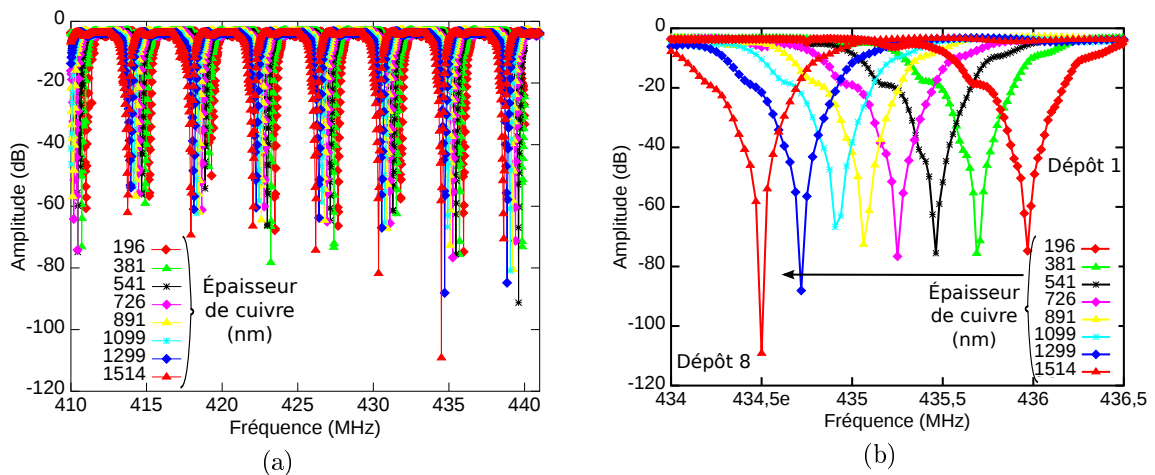 0
-20
-40
-60
-80
-100
-120
Amplitude (dB)
410 415 420 425 430 435 440
Fréquence (MHz)
196
381
541
726
891
1099
1299
1514
Épaisseur
de cuivre
(nm)
(a)
0
-20
-40
-60
-80
-100
-120
Amplitude (dB)
434 434,5e 435 435,5 436 436,5
Fréquence (MHz)
Dépôt 1
196
381
541
726
891
1099
1299
1514
Épaisseur
de cuivre
(nm)
Dépôt 8
(b)